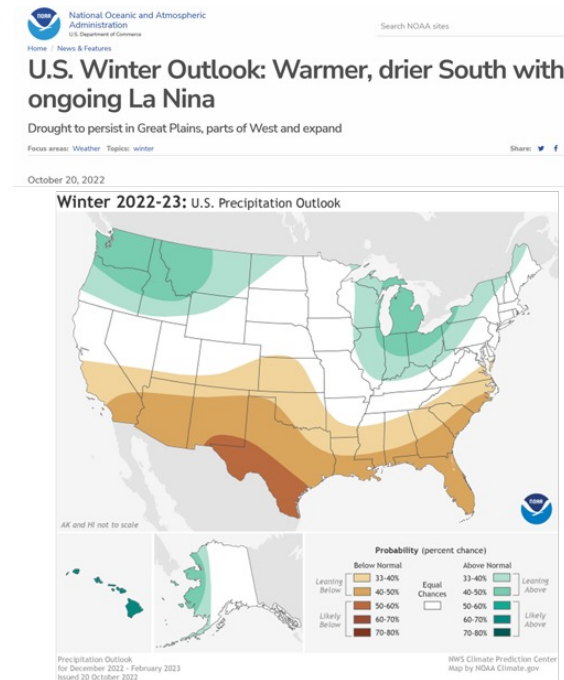 NOAA
National Oceanic and Atmospheric
Administration
U.S. Department of Commerce
Search NOAA sites
Home / News & Features
U.S. Winter Outlook: Warmer, drier South with
ongoing La Nina
Drought to persist in Great Plains, parts of West and expand
Focus areas: Weather Topics: winter
Share:
October 20, 2022
Winter 2022-23: U.S. Precipitation Outlook
NOAA
AK and HI not to scale
Probability (percent chance)
Below Normal
Above Normal
Leaning
Below
33-40%
40-50%
Equal
Chances
33-40%
40-50%
Leaning
Above
Likely
Below
50-60%
60-70%
70-80%
50-60%
60-70%
70-80%
Likely
Above
Precipitation Outlook
for December 2022 - February 2023
Issued 20 October 2022
NWS Climate Prediction Center
Map by NOAA Climate.gov